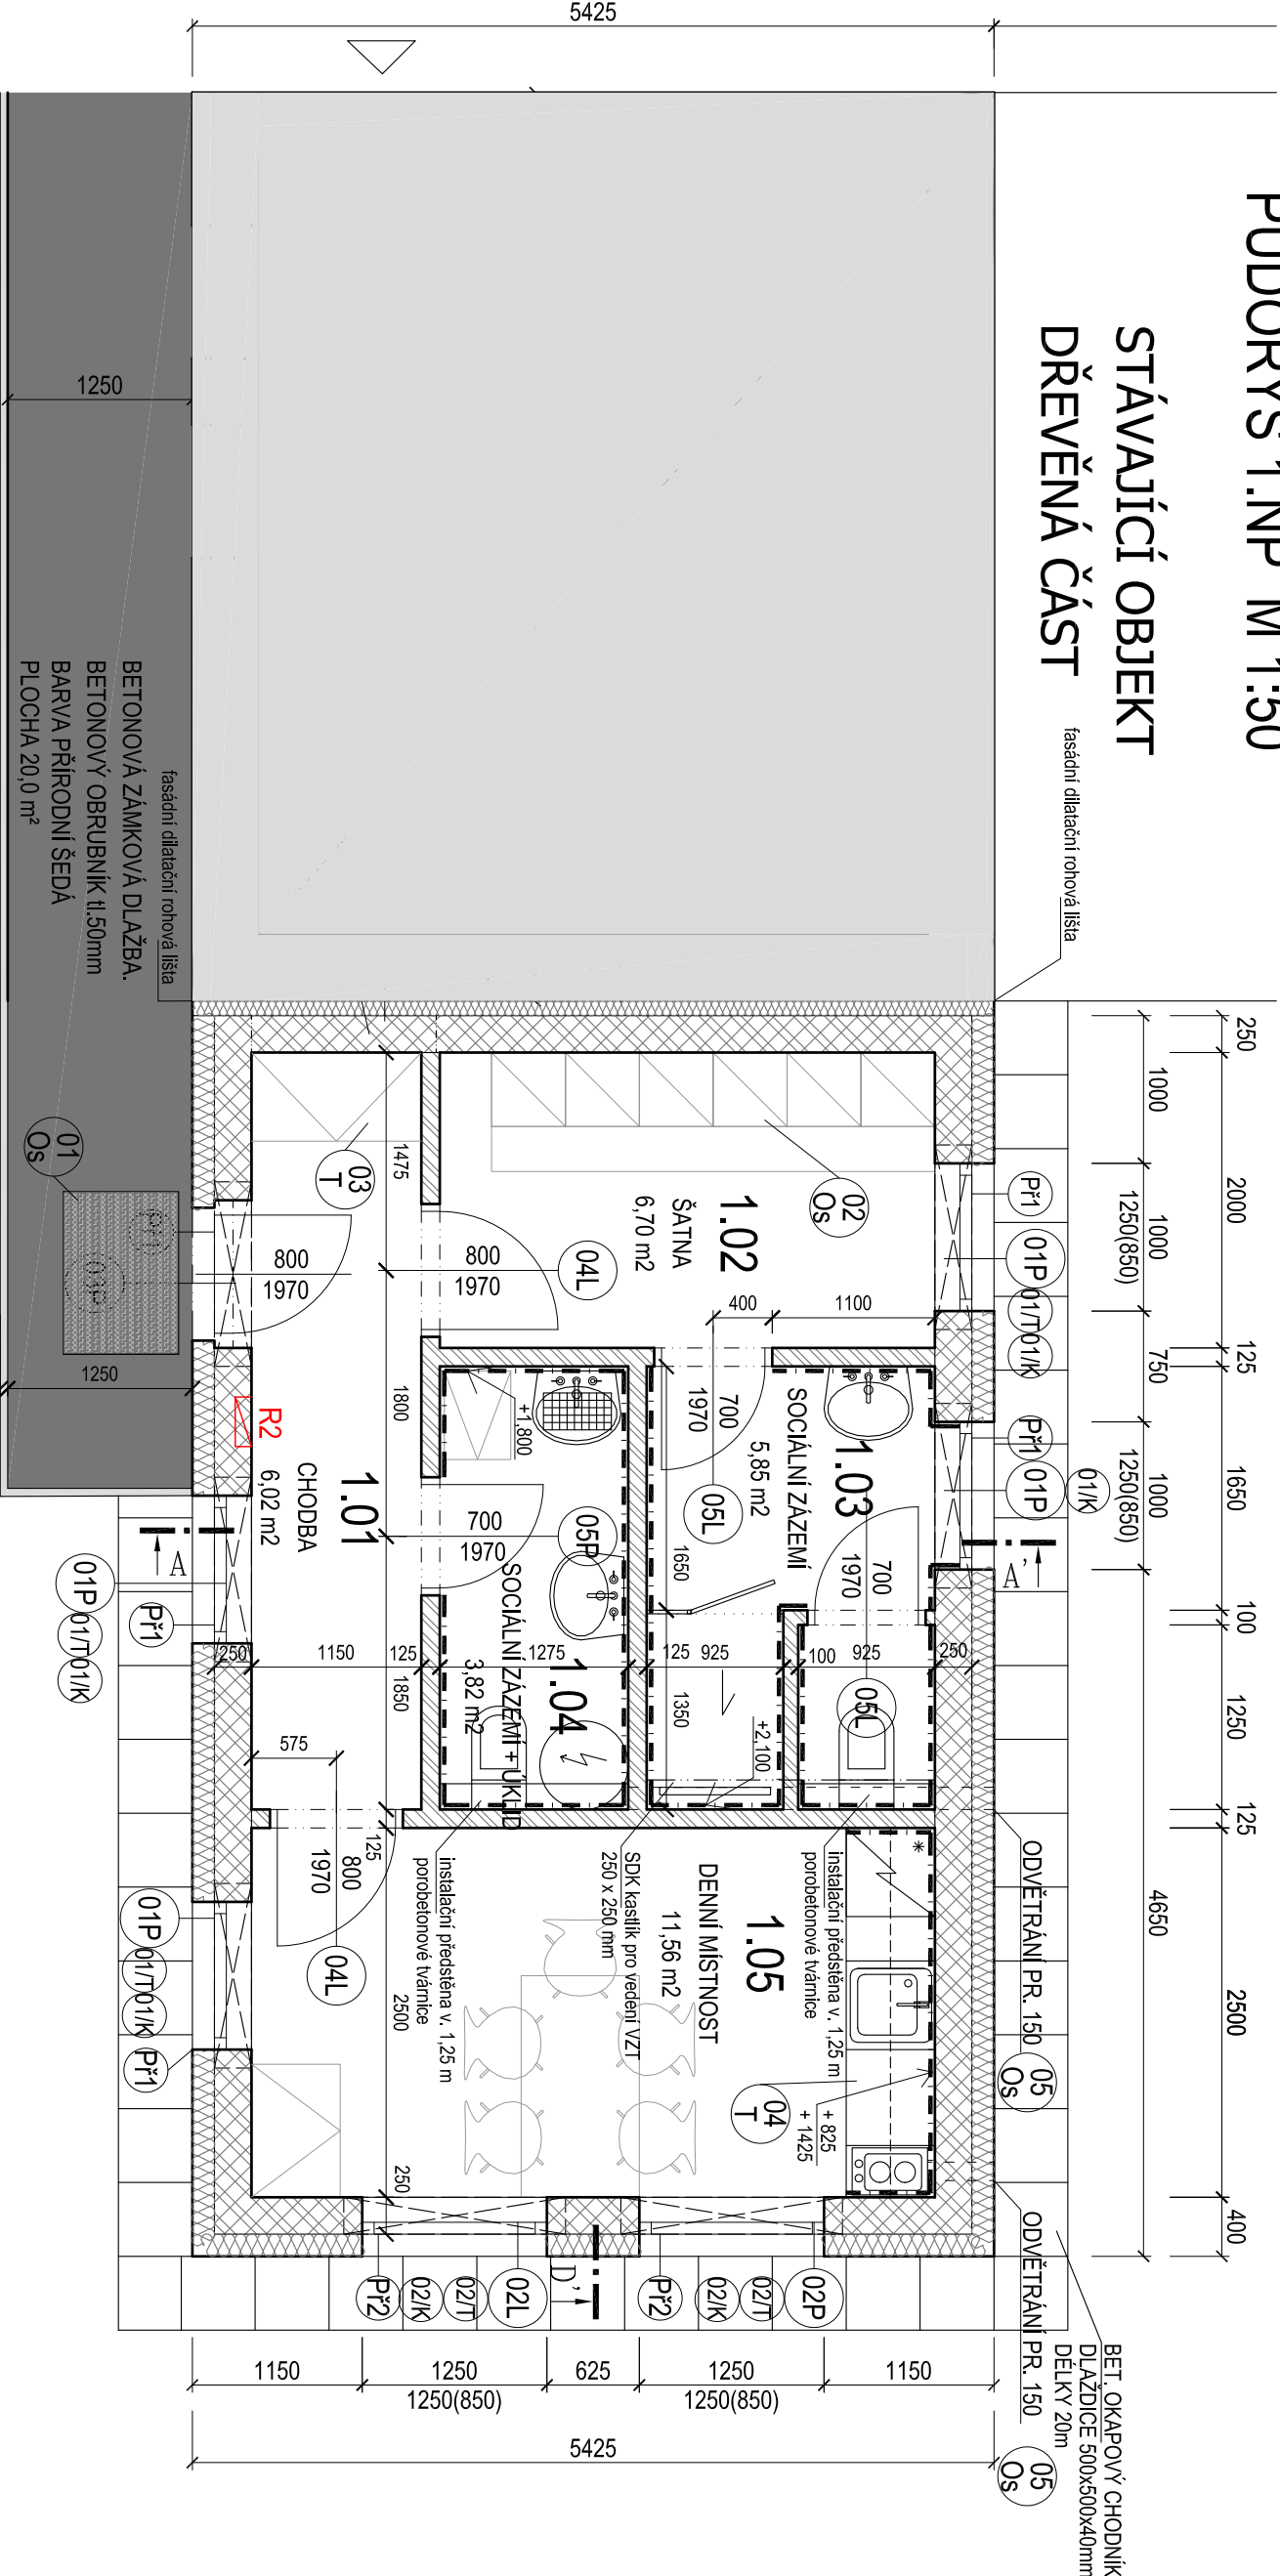 PŮDORYS 1.NP M 1:50
STÁVAJÍCÍ OBJEKT
DŘEVĚNÁ ČÁST
fasádní dilatační rohová lišta
5425
1250
fasádní dilatační rohová lišta
BETONOVÁ ZÁMKOVÁ DLAŽBA.
BETONOVÝ OBRUBNÍK tl.50mm
BARVA PŘÍRODNÍ ŠEDÁ
PLOCHA 20,0 m²
250
2000
125
1650
100
1250
125
2500
400
1000
1000
1250(850)
750
1000
1250(850)
4650
Př1
01P
01/T
01/K
Př1
01P
01/K
A'
ODVĚTRÁNÍ PR. 150
05
Os
ODVĚTRÁNÍ PR. 150
05
Os
BET. OKAPOVÝ CHODNÍK
DLAŽDICE 500x500x40mm
DÉLKY 20m
02
Os
1.02
ŠATNA
6,70 m2
04L
800
1970
400
1100
700
1970
05L
1.03
SOCIÁLNÍ ZÁZEMÍ
5,85 m2
700
1970
05L
1650
1350
+2,100
250
925
100
925
125
1275
125
1150
250
+1,800
700
1970
05P
1.04
SOCIÁLNÍ ZÁZEMÍ + ÚKLID
3,82 m2
03
T
1475
1800
1850
800
1970
R2
1.01
CHODBA
6,02 m2
575
125
800
1970
04L
2500
250
1.05
DENNÍ MÍSTNOST
11,56 m2
instalační předstěna v. 1,25 m
porobetonové tvárnice
SDK kastlík pro vedení VZT
250 x 250 mm
instalační předstěna v. 1,25 m
porobetonové tvárnice
*
04
T
+ 825
+ 1425
01
Os
1250
A
01P
01/T
01/K
Př1
01P
01/T
01/K
Př1
Př2
02/K
02/T
02L
D'
Př2
02/K
02/T
02P
1150
1250
1250(850)
625
1250
1250(850)
1150
5425